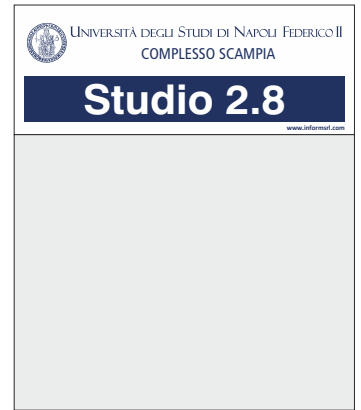 Università degli Studi di Napoli Federico II
COMPLESSO SCAMPIA
Studio 2.8
www.informsrl.com